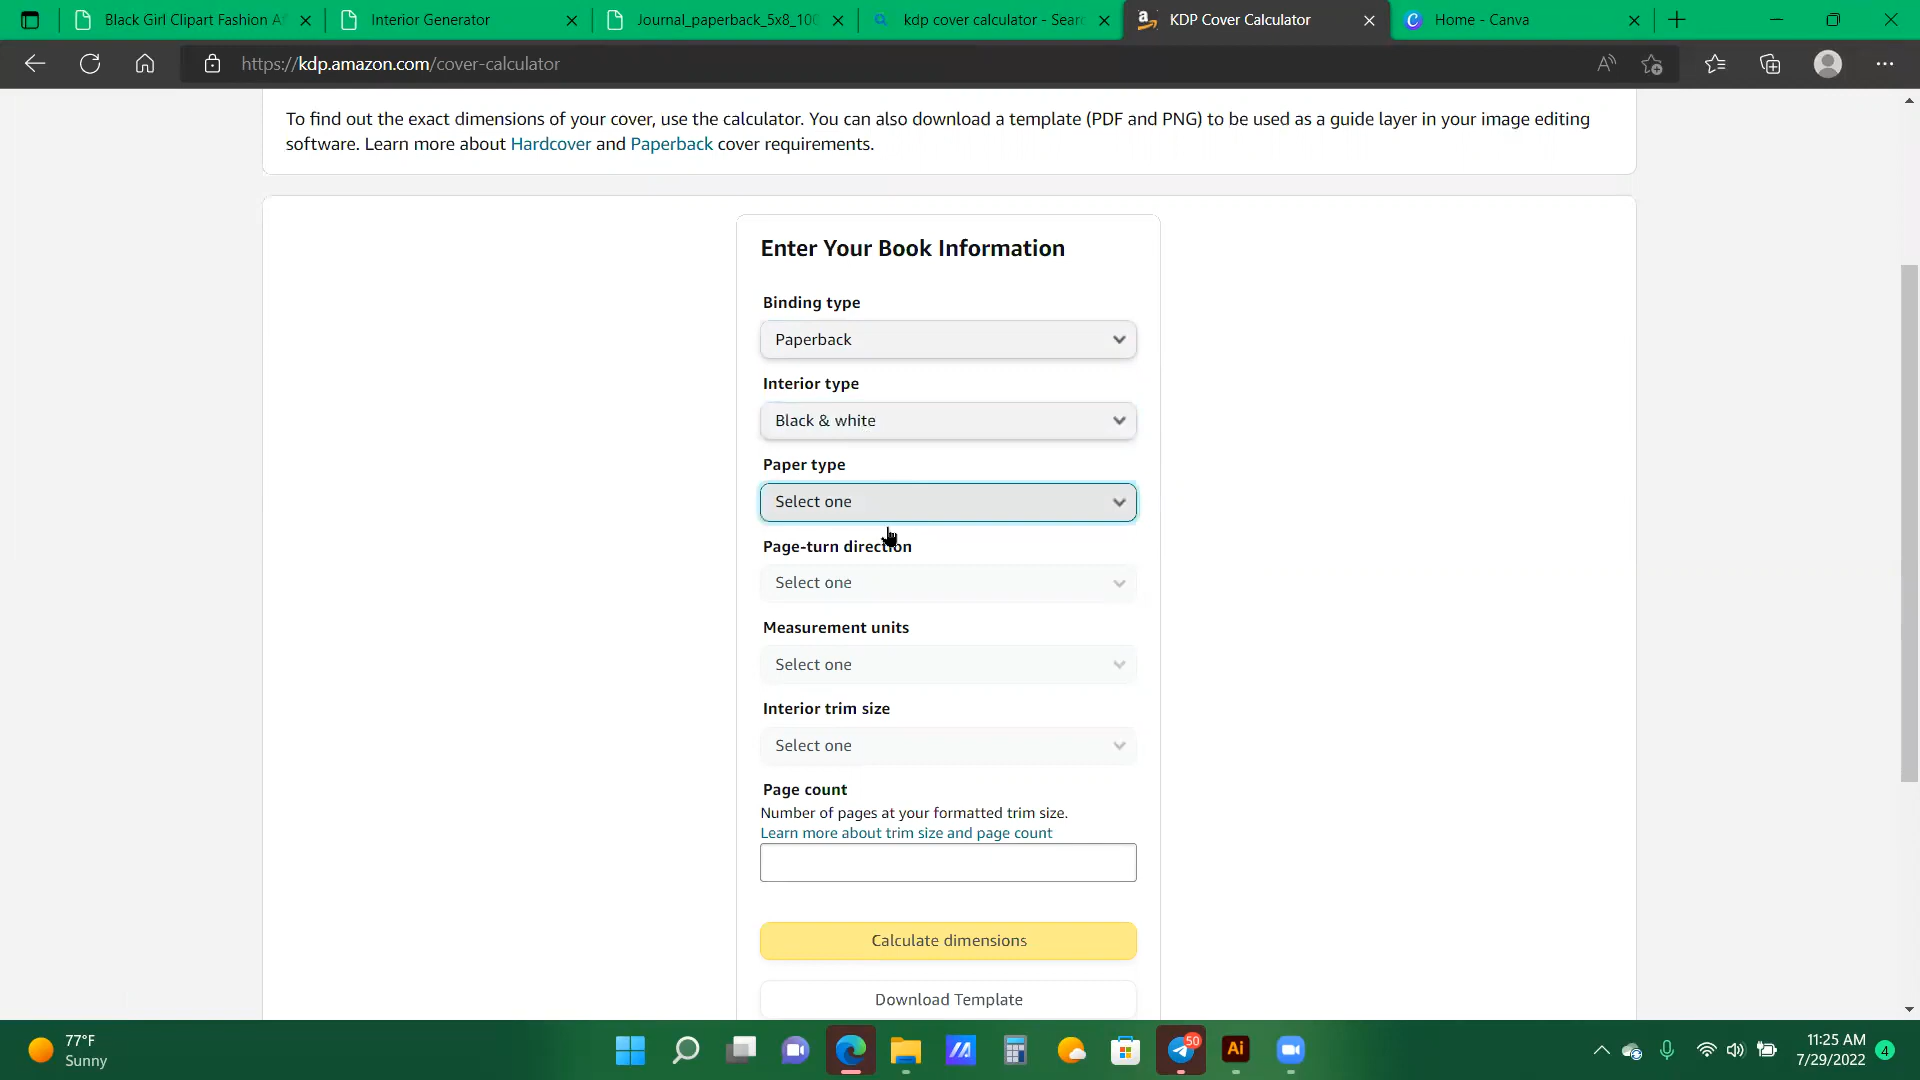 Black Girl Clipart Fashion Af
Interior Generator
Journal_paperback_5x8_100
kdp cover calculator - Searc
KDP Cover Calculator
Home - Canva
https://kdp.amazon.com/cover-calculator
To find out the exact dimensions of your cover, use the calculator. You can also download a template (PDF and PNG) to be used as a guide layer in your image editing
software. Learn more about Hardcover and Paperback cover requirements.
Enter Your Book Information
Binding type
Paperback
Interior type
Black & white
Paper type
Select one
Page-turn direction
Select one
Measurement units
Select one
Interior trim size
Select one
Page count
Number of pages at your formatted trim size.
Learn more about trim size and page count
Calculate dimensions
Download Template
77°F
Sunny
50
Ai
11:25 AM
7/29/2022
4